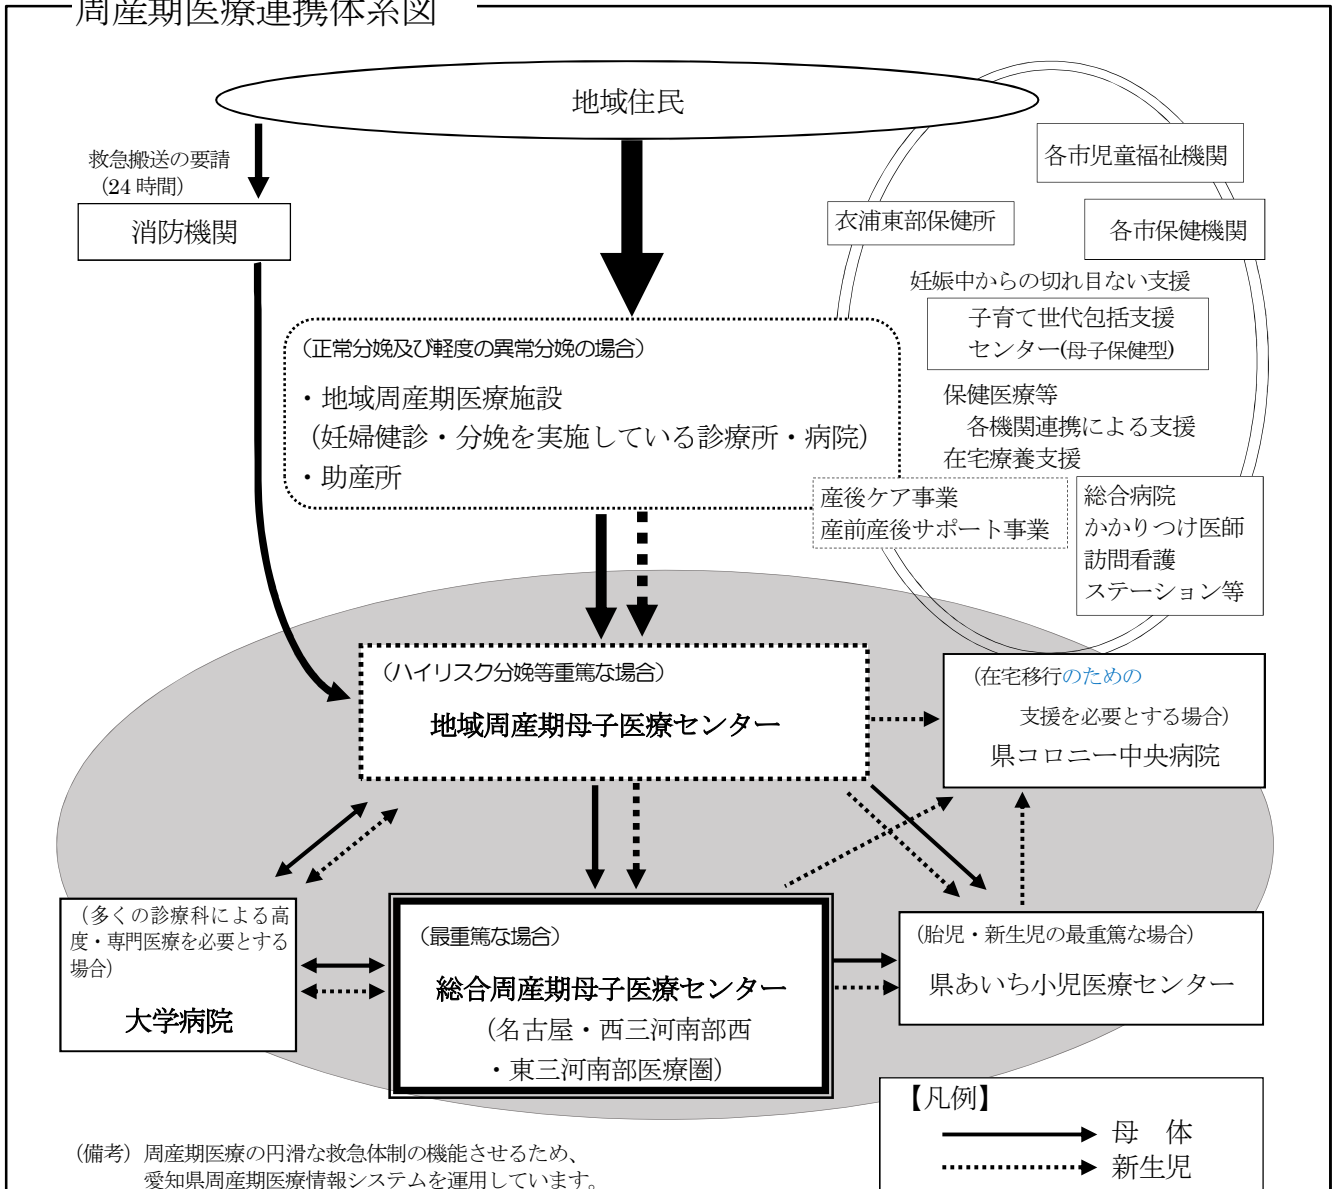 周産期医療連携体系図
地域住民
救急搬送の要請
（24 時間）
消防機関
各市児童福祉機関
衣浦東部保健所
各市保健機関
妊娠中からの切れ目ない支援
子育て世代包括支援
センター(母子保健型)
保健医療等
各機関連携による支援
在宅療養支援
産後ケア事業
産前産後サポート事業
総合病院
かかりつけ医師
訪問看護
ステーション等
（正常分娩及び軽度の異常分娩の場合）
・地域周産期医療施設
（妊婦健診・分娩を実施している診療所・病院）
・助産所
（ハイリスク分娩等重篤な場合）
地域周産期母子医療センター
（在宅移行のための
支援を必要とする場合）
県コロニー中央病院
（多くの診療科による高
度・専門医療を必要とする
場合）
大学病院
（最重篤な場合）
総合周産期母子医療センター
（名古屋・西三河南部西
・東三河南部医療圏）
（胎児・新生児の最重篤な場合）
県あいち小児医療センター
【凡例】
母　体
新生児
（備考）周産期医療の円滑な救急体制の機能させるため、
愛知県周産期医療情報システムを運用しています。